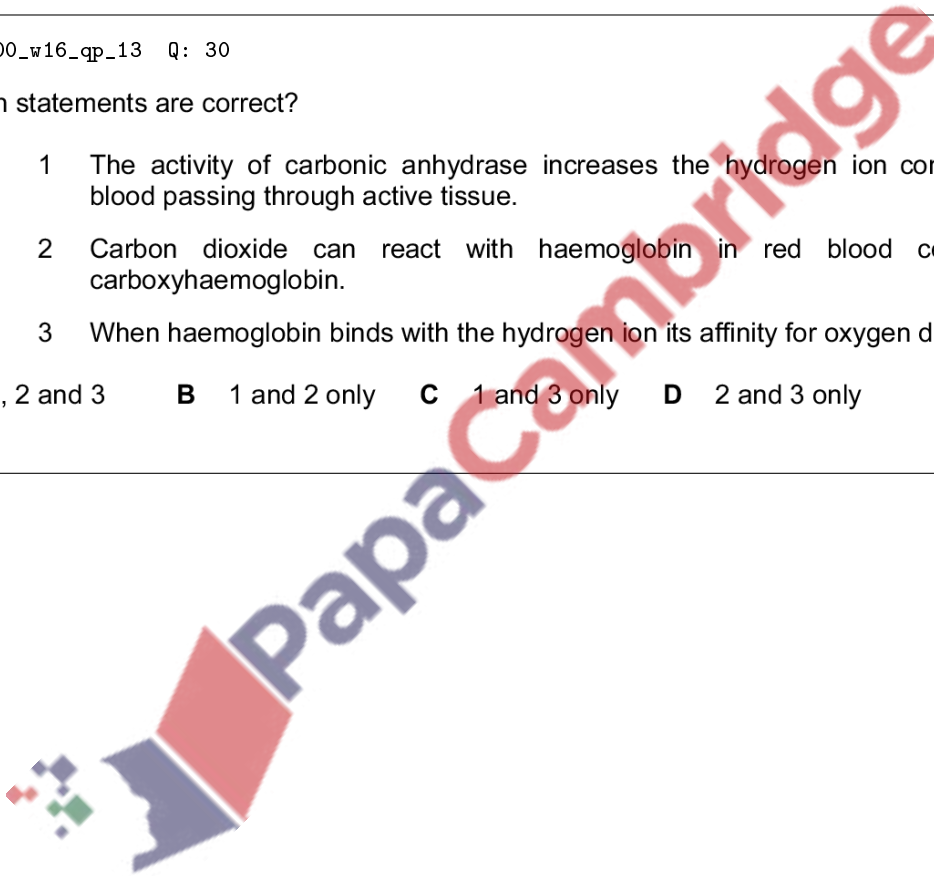 00_w16_qp_13 Q: 30
statements are correct?
1 The activity of carbonic anhydrase increases the hydrogen ion
blood passing through active tissue.
2 Carbon dioxide can react with haemoglobin in red blood
carboxyhaemoglobin.
3 When haemoglobin binds with the hydrogen ion its affinity for oxygen
, 2 and 3 B 1 and 2 only C 1 and 3 only D 2 and 3 only
PapaCambridge